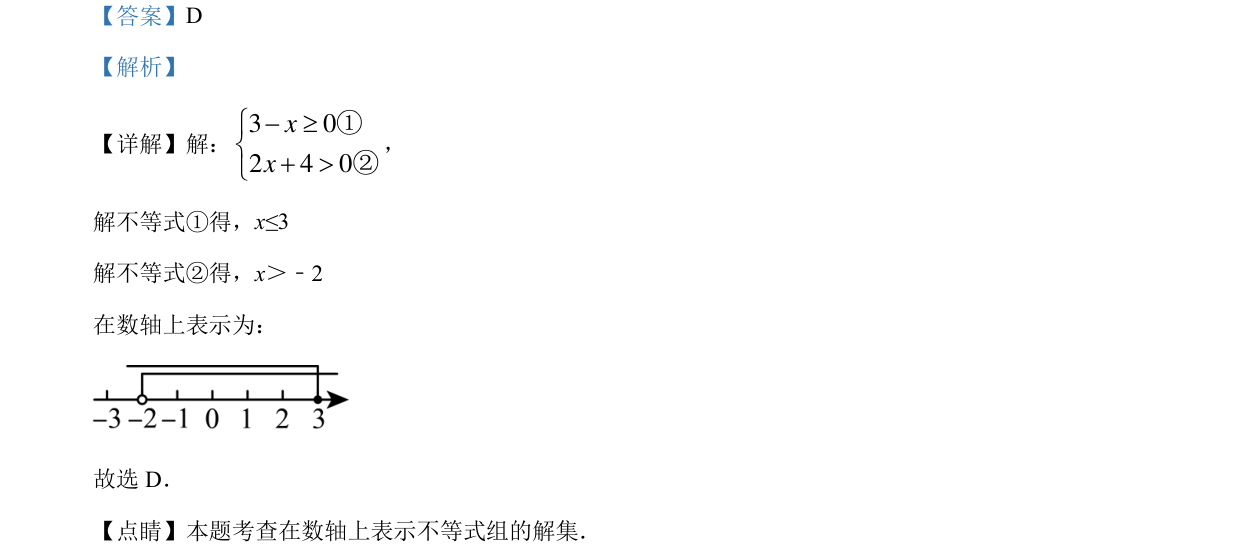 【答案】D
【解析】
【详解】解：{3－x≥0①
2x+4>0②，
解不等式①得，x≤3
解不等式②得，x＞﹣2
在数轴上表示为：
−3 −2 −1 0 1 2 3
故选 D．
【点睛】本题考查在数轴上表示不等式组的解集．